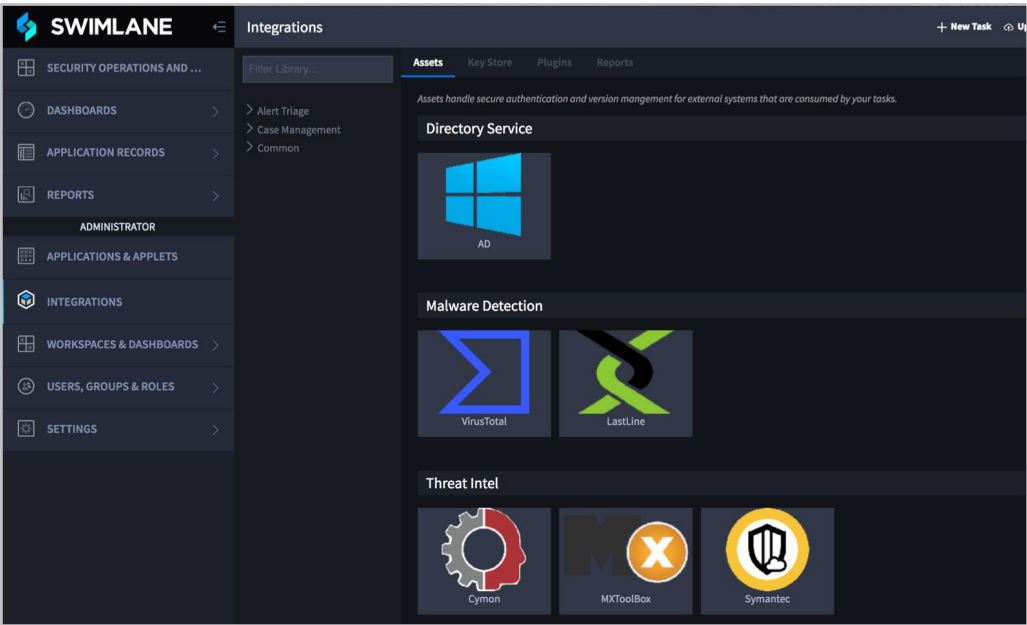 SWIMLANE
Integrations
New Task
SECURITY OPERATIONS AND ...
DASHBOARDS
APPLICATION RECORDS
REPORTS
ADMINISTRATOR
APPLICATIONS & APPLETS
INTEGRATIONS
WORKSPACES & DASHBOARDS
USERS, GROUPS & ROLES
SETTINGS
Filter Library...
Alert Triage
Case Management
Common
Assets Key Store Plugins Reports
Assets handle secure authentication and version mangement for external systems that are consumed by your tasks.
Directory Service
AD
Malware Detection
VirusTotal
LastLine
Threat Intel
Cymon
MXToolBox
Symantec